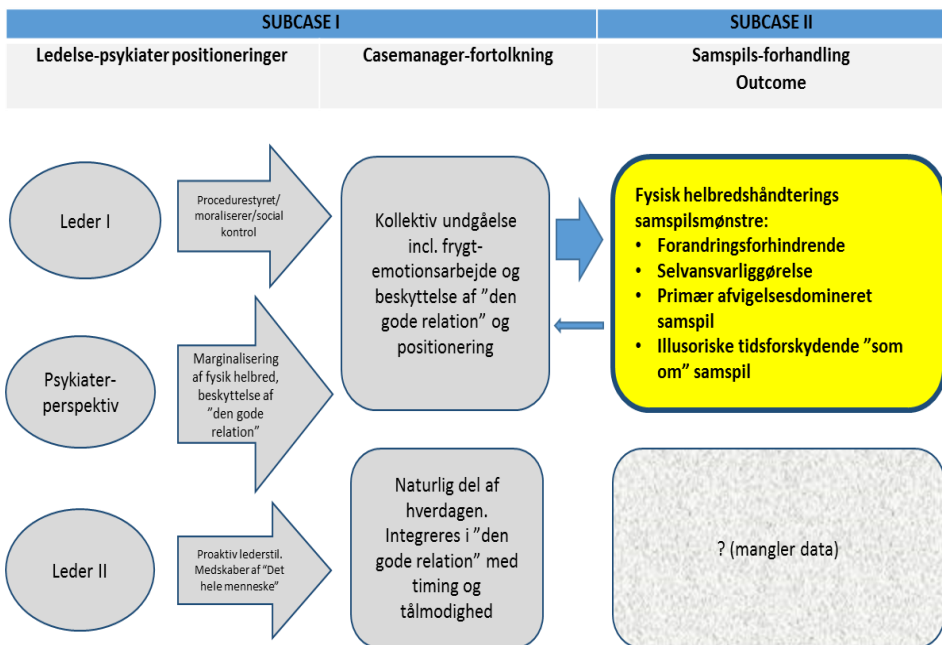 SUBCASE I
SUBCASE II
Ledelse-psykiater positioneringer
Casemanager-fortolkning
Samspils-forhandling
Outcome
Leder I
Procedurestyret/
moraliserer/social
kontrol
Kollektiv undgåelse
incl. frygt-
emotionsarbejde og
beskyttelse af ”den
gode relation” og
positionering
Fysisk helbredshåndterings
samspilsmønstre:
• Forandringsforhindrende
• Selvansvarliggørelse
• Primær afvigelsesdomineret
samspil
• Illusoriske tidsforskydende ”som
om” samspil
Psykiater-
perspektiv
Marginalisering
af fysik helbred,
beskyttelse af
”den gode
relation”
Leder II
Proaktiv lederstil.
Medskaber af ”Det
hele menneske”
Naturlig del af
hverdagen.
Integreres i ”den
gode relation” med
timing og
tålmodighed
? (mangler data)